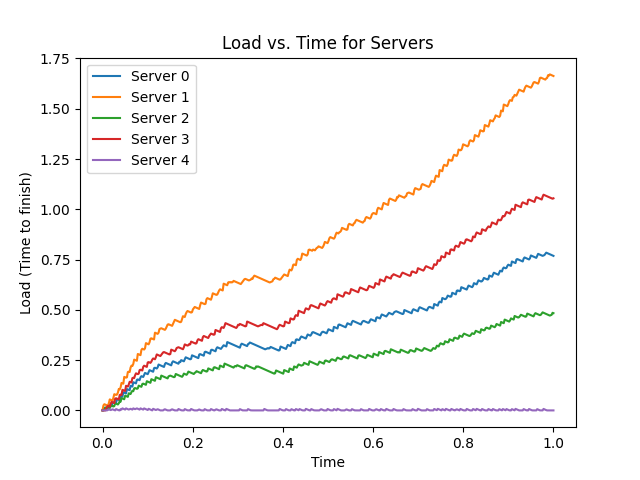 Load vs. Time for Servers
Load (Time to finish)
1.75
1.50
1.25
1.00
0.75
0.50
0.25
0.00
Server 0
Server 1
Server 2
Server 3
Server 4
0.0 0.2 0.4 0.6 0.8 1.0
Time